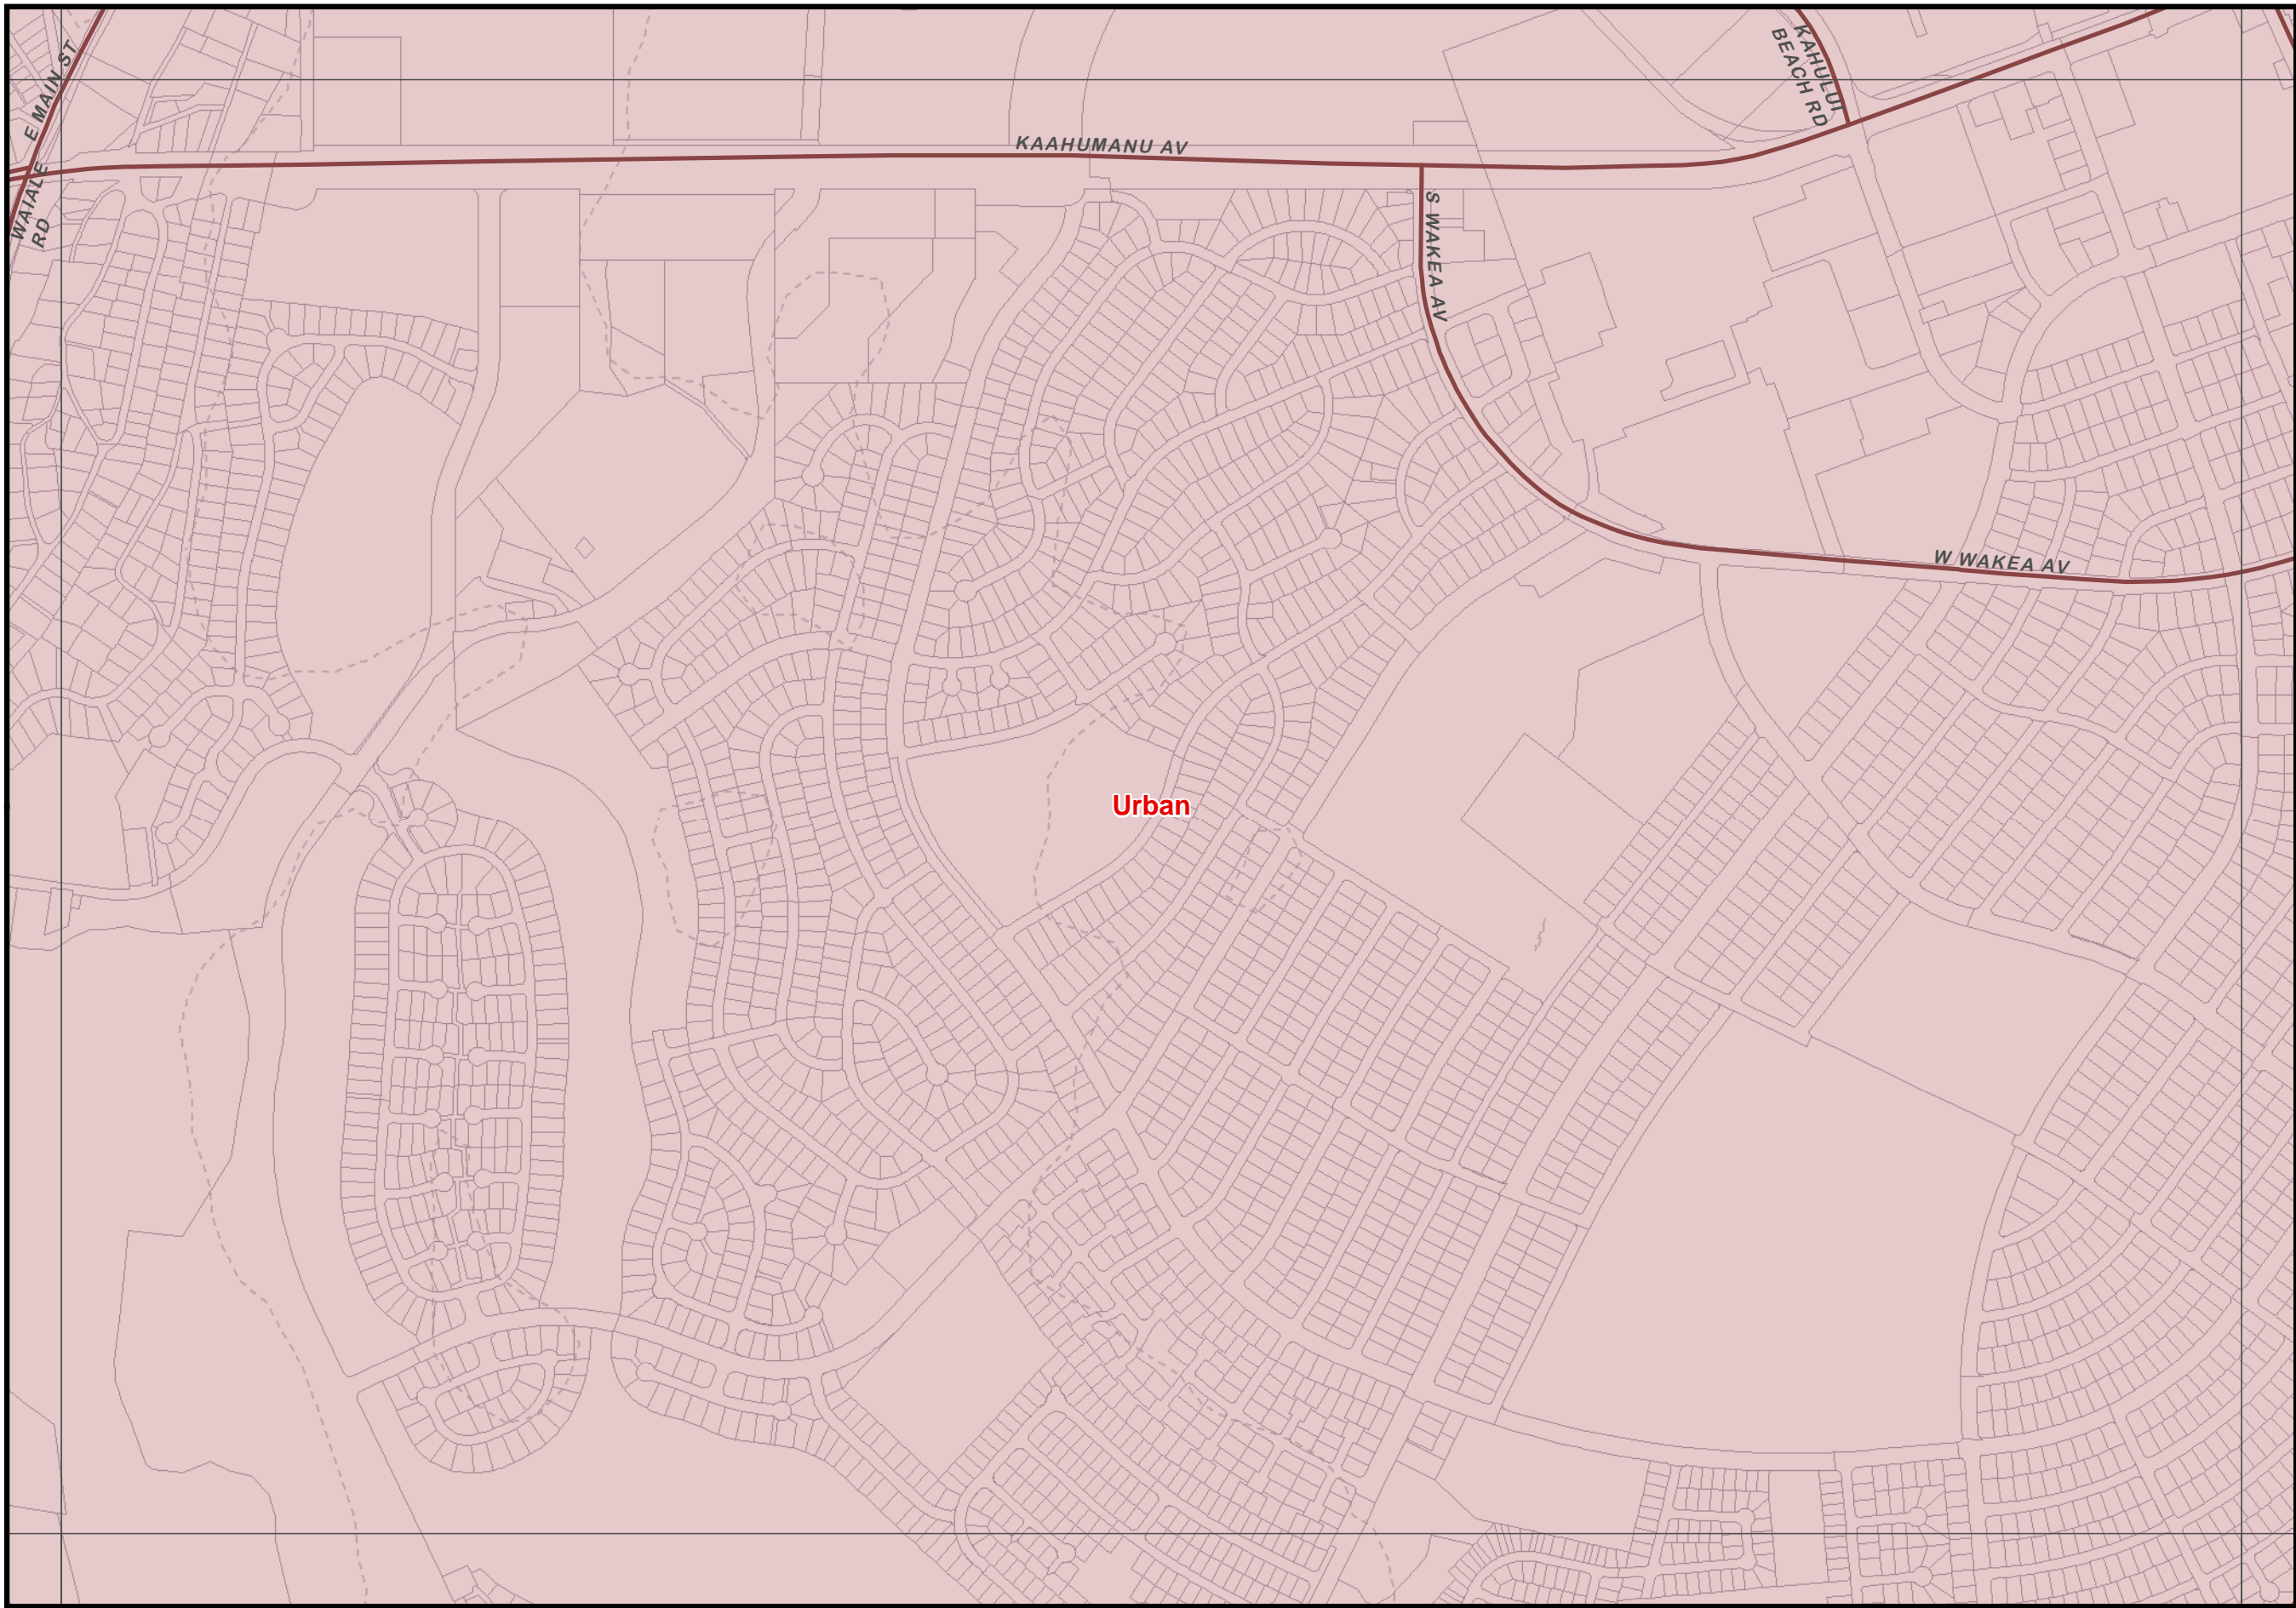 E MAIN ST
KAHULUI
BEACH RD
KAAHUMANU AV
WAIALE
RD
S WAKEA AV
W WAKEA AV
Urban